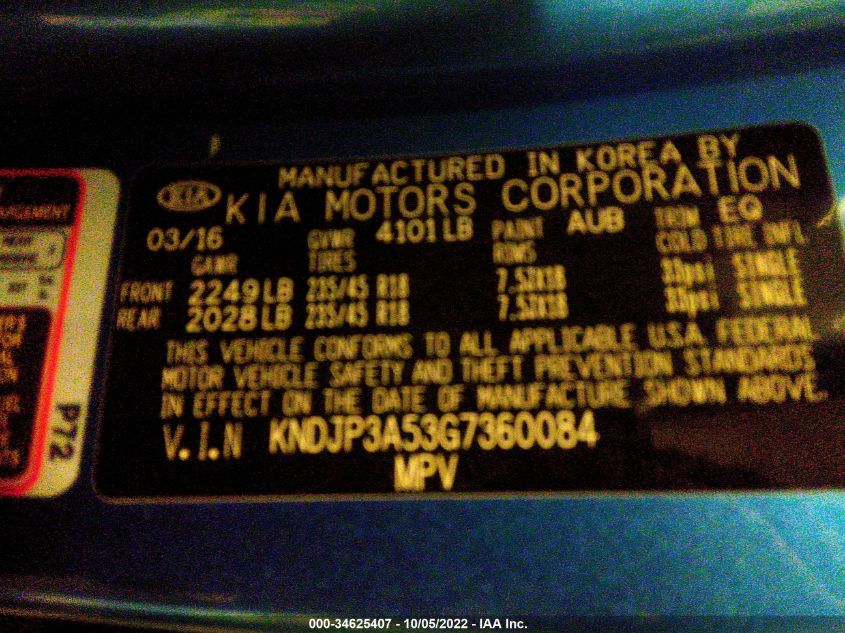 MANUFACTURED IN KOREA BY
KIA KIA MOTORS CORPORATION
03/16 GVWR 4101 LB PAINT AUB TRIM EQ
GAWR TIRES RIMS COLD TIRE INFL
FRONT 2249 LB 235/45 R18 7.5JX18 33psi SINGLE
REAR 2028 LB 235/45 R18 7.5JX18 33psi SINGLE
THIS VEHICLE CONFORMS TO ALL APPLICABLE U.S.A. FEDERAL
MOTOR VEHICLE SAFETY AND THEFT PREVENTION STANDARDS
IN EFFECT ON THE DATE OF MANUFACTURE SHOWN ABOVE.
V.I.N KNDJP3A53G7360084
MPV
P72
000-34625407 - 10/05/2022 - IAA Inc.